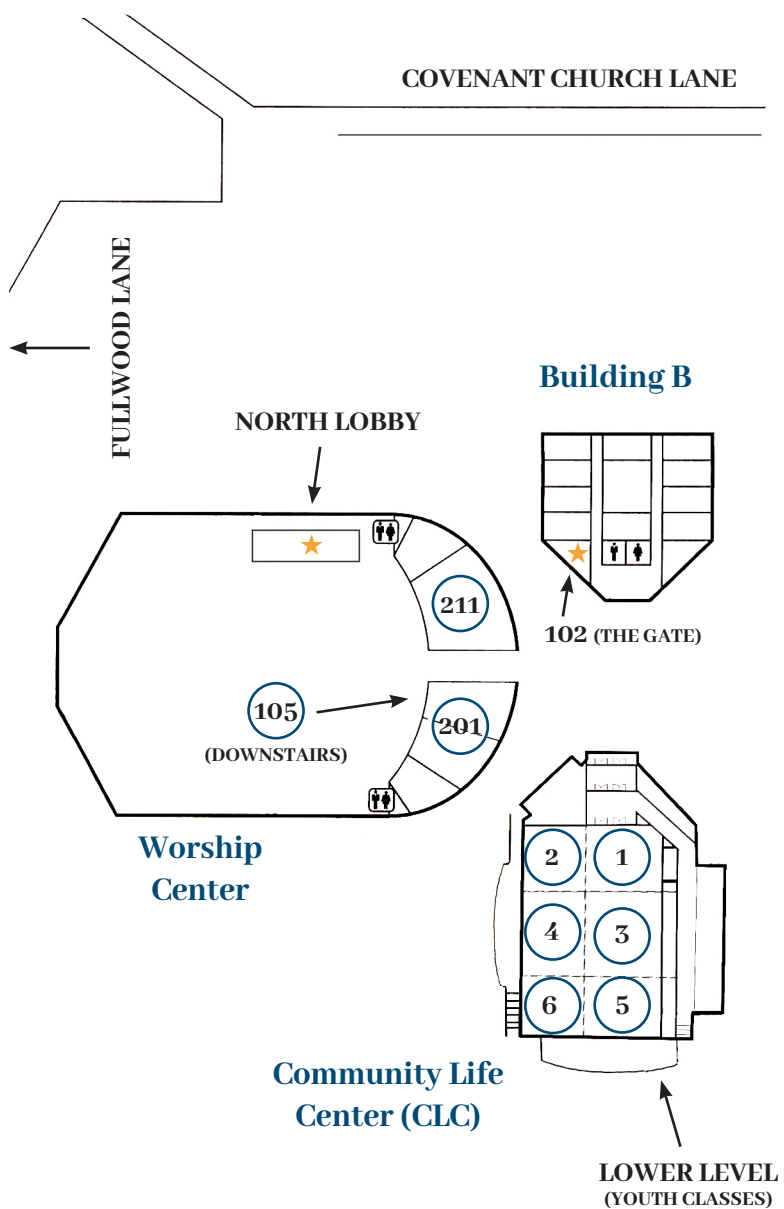 COVENANT CHURCH LANE
FULLWOOD LANE
Building B
NORTH LOBBY
211
102 (THE GATE)
105
(DOWNSTAIRS)
201
Worship
Center
2
1
4
3
6
5
Community Life
Center (CLC)
LOWER LEVEL
(YOUTH CLASSES)